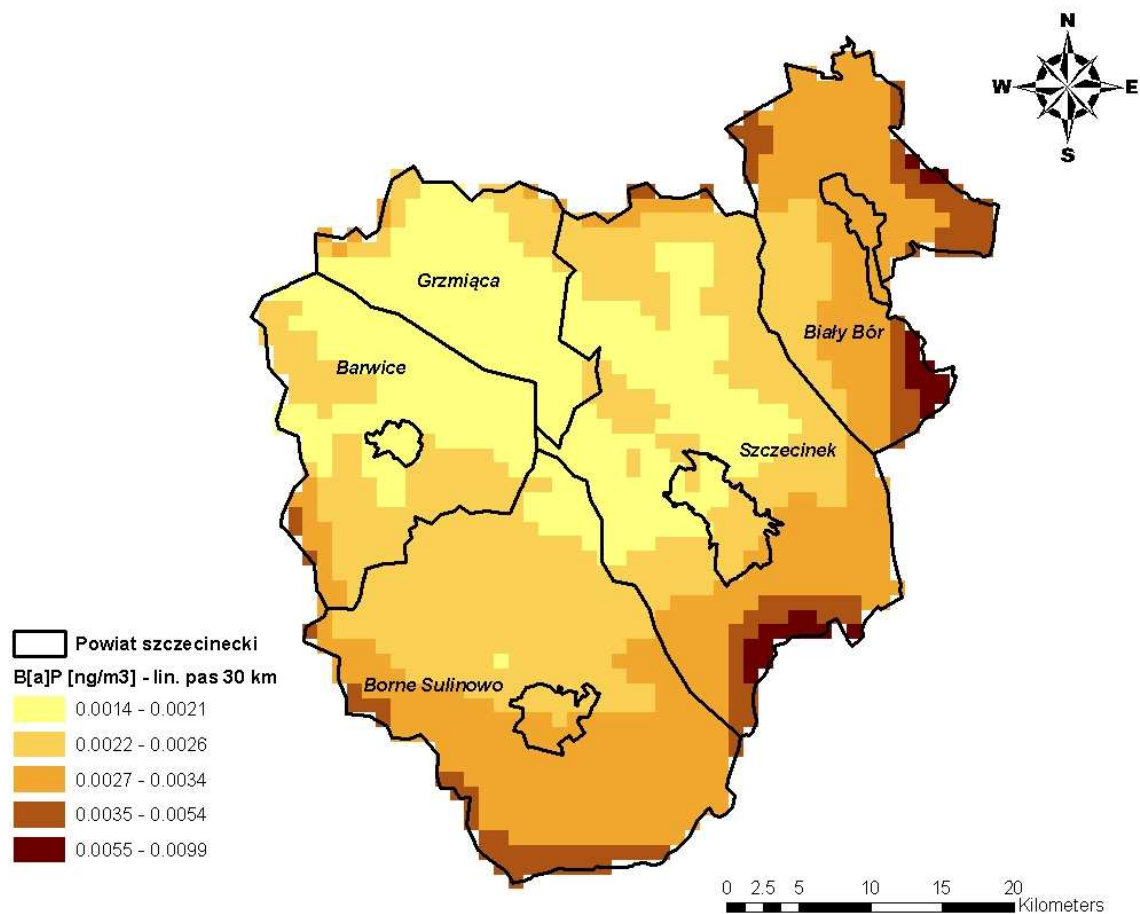 N
W E
S
Grzmiąca
Biały Bór
Barwice
Szczecinek
Borne Sulinowo
Powiat szczecinecki
B[a]P [ng/m3] - lin. pas 30 km
0.0014 - 0.0021
0.0022 - 0.0026
0.0027 - 0.0034
0.0035 - 0.0054
0.0055 - 0.0099
0 2.5 5 10 15 20
Kilometers